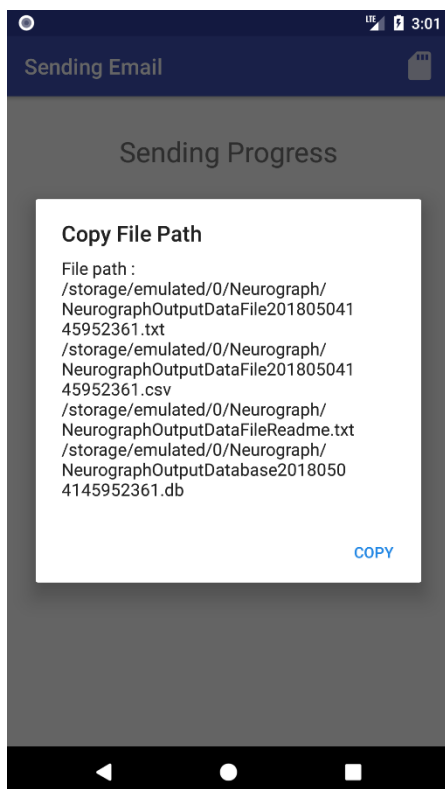 LTE 3:01
Sending Email
Sending Progress
Copy File Path
File path :
/storage/emulated/0/Neurograph/
NeurographOutputDataFile201805041
45952361.txt
/storage/emulated/0/Neurograph/
NeurographOutputDataFile201805041
45952361.csv
/storage/emulated/0/Neurograph/
NeurographOutputDataFileReadme.txt
/storage/emulated/0/Neurograph/
NeurographOutputDatabase2018050
4145952361.db
COPY